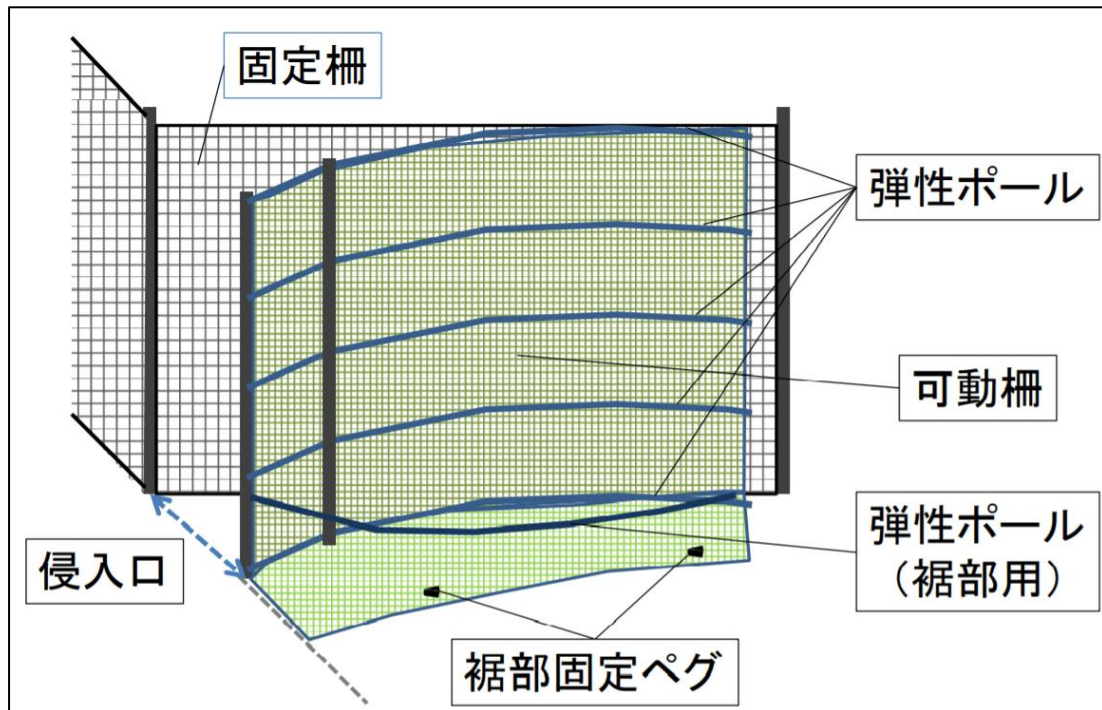 固定柵
弾性ポール
可動柵
弾性ポール
（裾部用）
侵入口
裾部固定ペグ